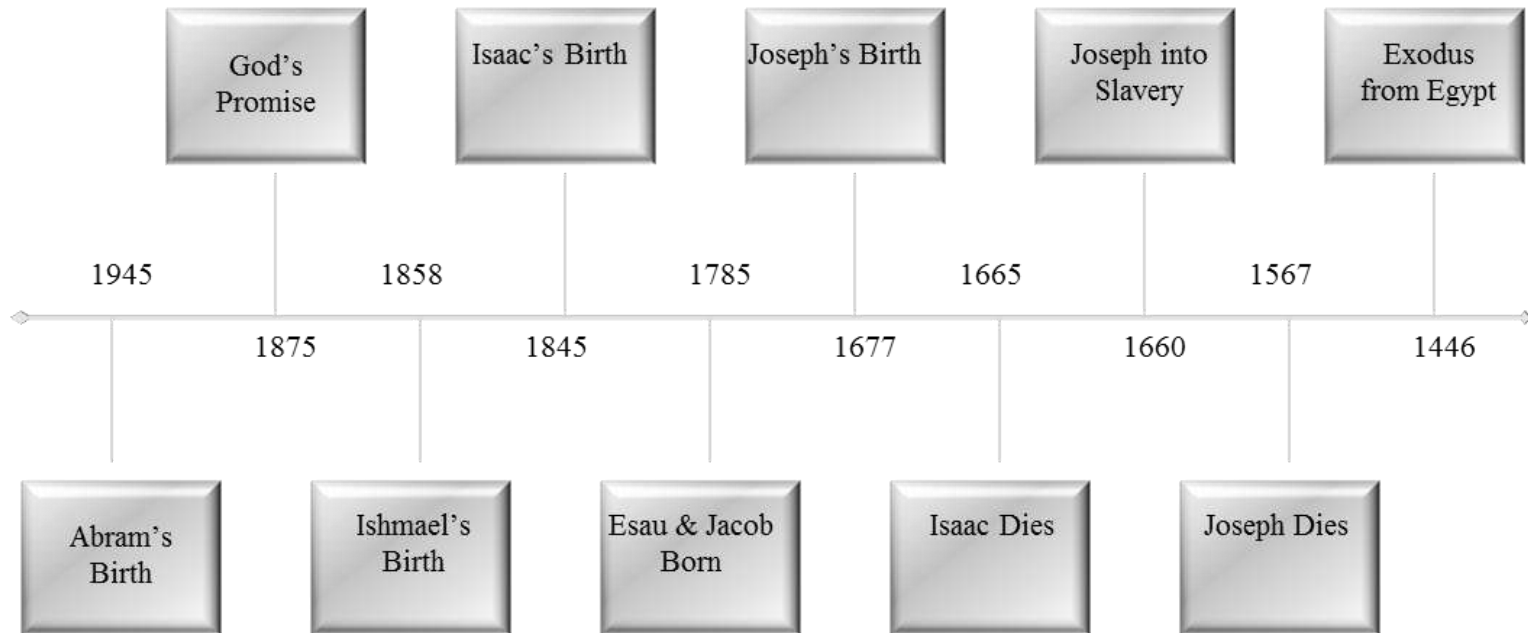 God's
Promise
Isaac's Birth
Joseph's Birth
Joseph into
Slavery
Exodus
from Egypt
1945
1858
1785
1665
1567
1875
1845
1677
1660
1446
Abram's
Birth
Ishmael's
Birth
Esau & Jacob
Born
Isaac Dies
Joseph Dies